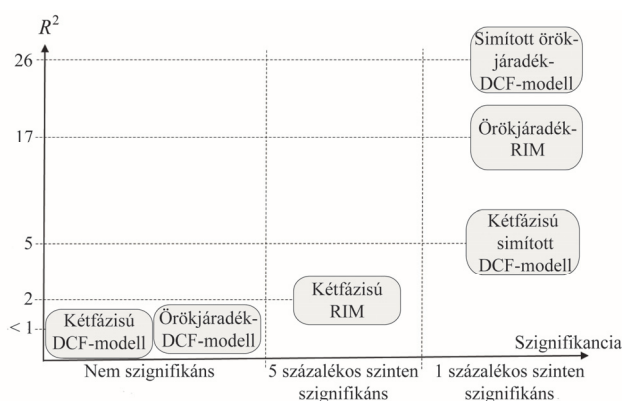 R²
26
17
5
2
< 1
Simított örök-
járadék-
DCF-modell
Örökjáradék-
RIM
Kétfázisú
simított
DCF-modell
Kétfázisú
RIM
Kétfázisú
DCF-modell
Örökjáradék-
DCF-modell
Szignifikancia
Nem szignifikáns
5 százalékos szinten
szignifikáns
1 százalékos szinten
szignifikáns